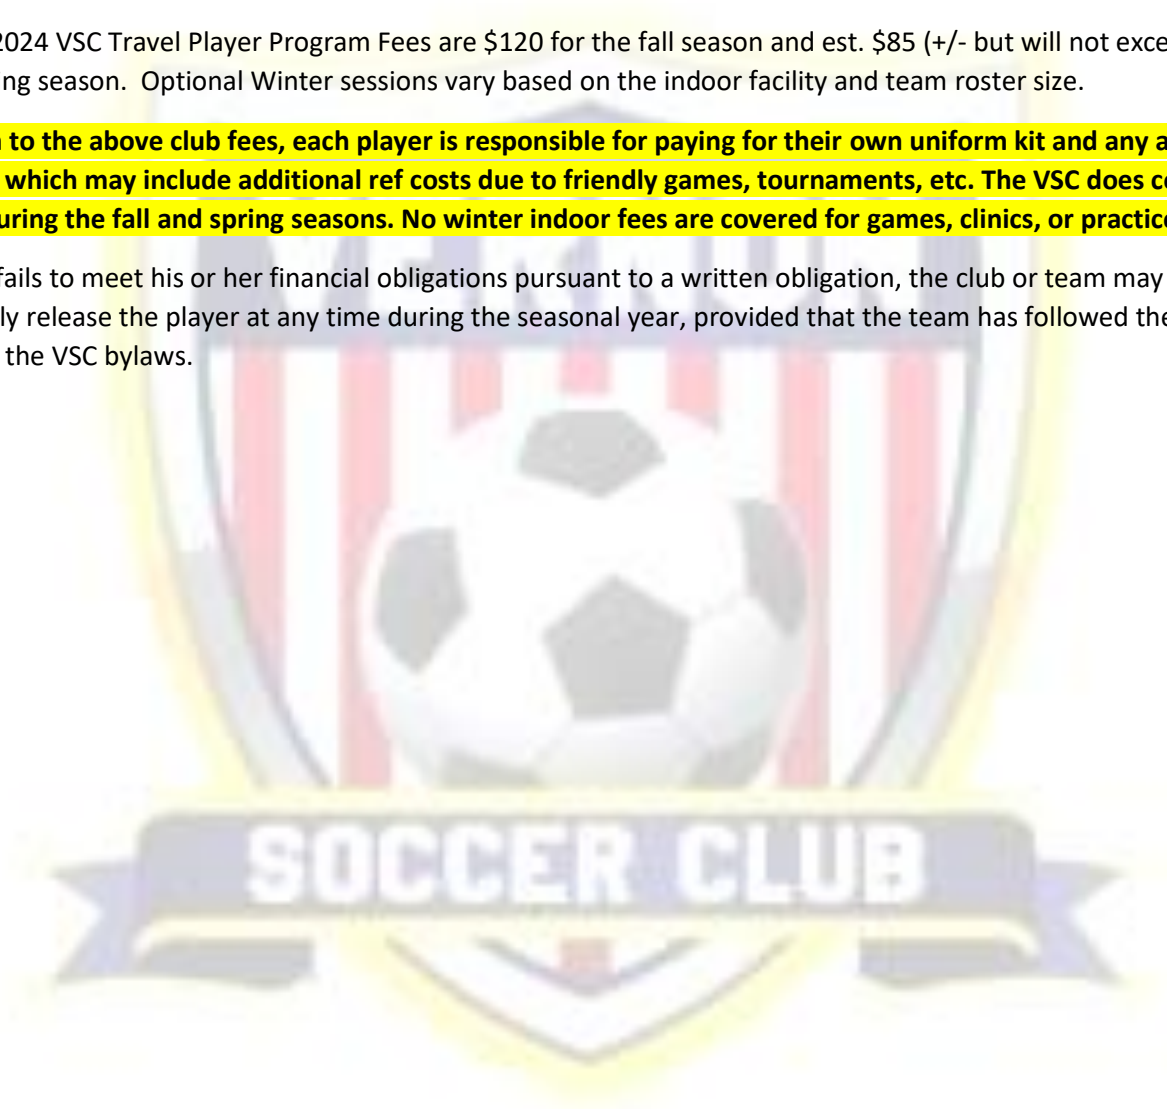 2024 VSC Travel Player Program Fees are $120 for the fall season and est. $85 (+/- but will not exce
ng season.  Optional Winter sessions vary based on the indoor facility and team roster size.
n to the above club fees, each player is responsible for paying for their own uniform kit and any a
which may include additional ref costs due to friendly games, tournaments, etc. The VSC does c
uring the fall and spring seasons. No winter indoor fees are covered for games, clinics, or practice
fails to meet his or her financial obligations pursuant to a written obligation, the club or team may
ly release the player at any time during the seasonal year, provided that the team has followed the
the VSC bylaws.
VERNON
SOCCER CLUB